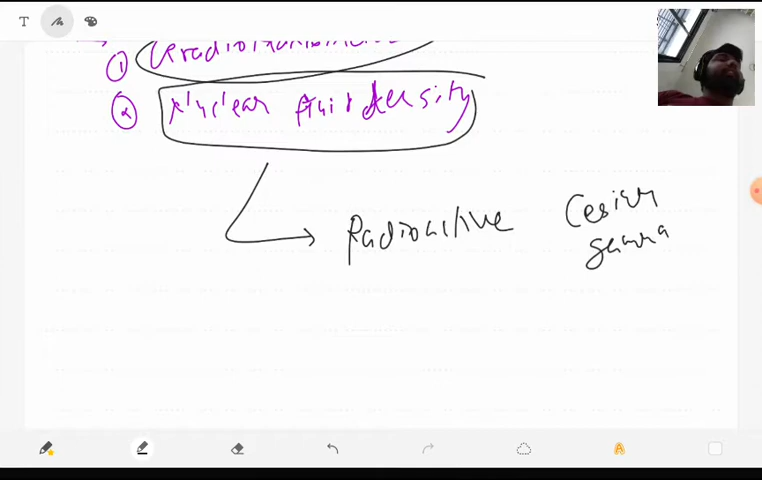 T
①
② Nuclear fluid density
Radioactive Cesium
gamma
A